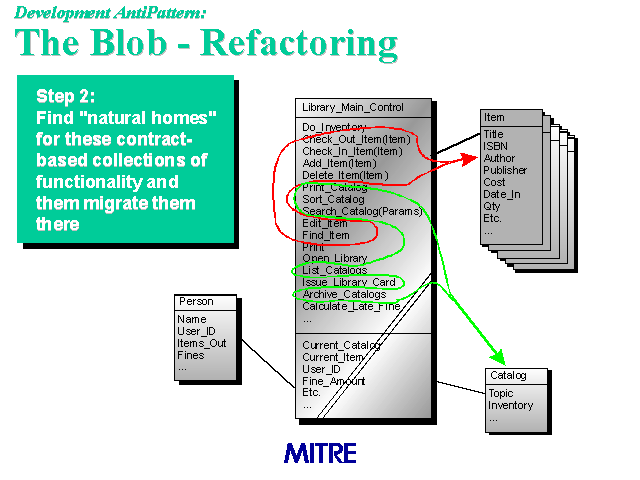 Development AntiPattern:
The Blob - Refactoring
Step 2:
Find "natural homes"
for these contract-
based collections of
functionality and
them migrate them
there
Library_Main_Control
Do_Inventory
Check_Out_Item(Item)
Check_In_Item(Item)
Add_Item(Item)
Delete_Item(Item)
Print_Catalog
Sort_Catalog
Search_Catalog(Params)
Edit_Item
Find_Item
Print
Open_Library
List_Catalogs
Issue_Library_Card
Archive_Catalogs
Calculate_Late_Fine
...
Current_Catalog
Current_Item
User_ID
Fine_Amount
Etc.
...
Item
Title
ISBN
Author
Publisher
Cost
Date_In
Qty
Etc.
...
Person
Name
User_ID
Items_Out
Fines
...
Catalog
Topic
Inventory
...
MITRE